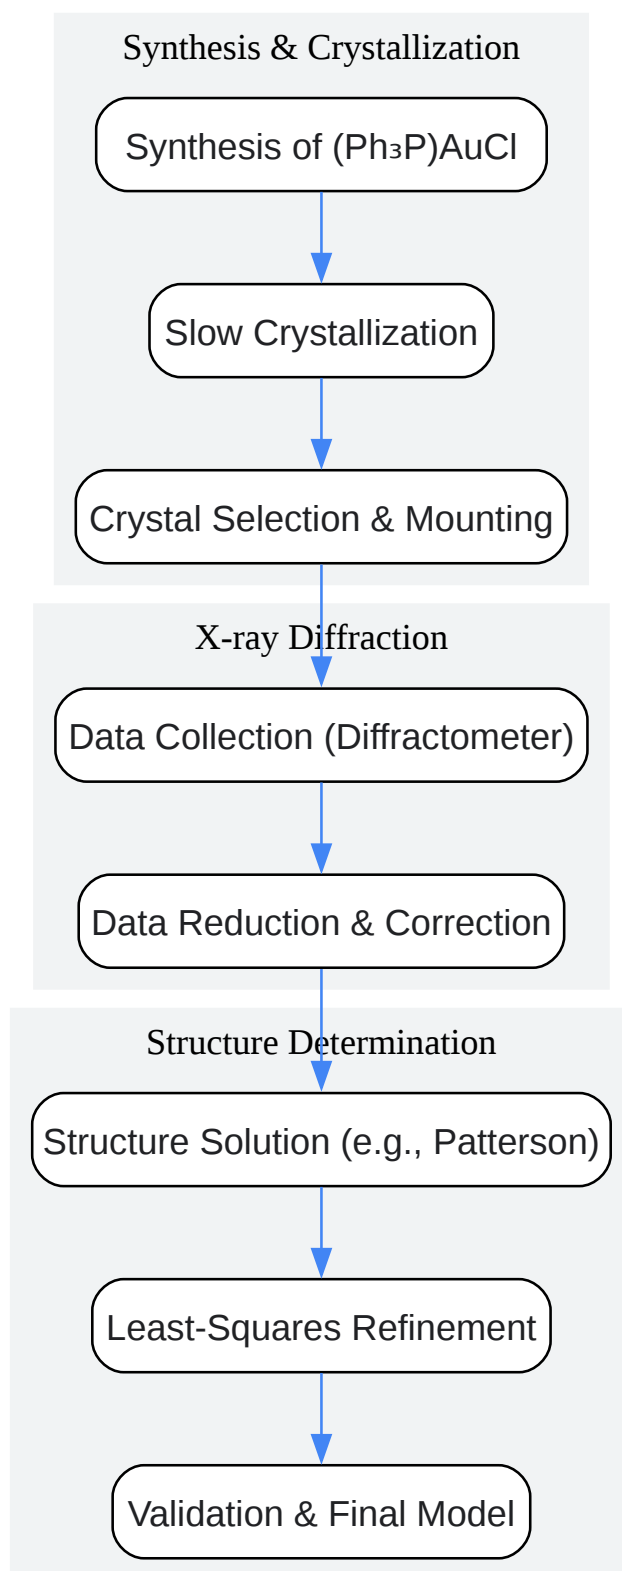 Synthesis & Crystallization
Synthesis of (Ph₃P)AuCl
Slow Crystallization
Crystal Selection & Mounting
X-ray Diffraction
Data Collection (Diffractometer)
Data Reduction & Correction
Structure Determination
Structure Solution (e.g., Patterson)
Least-Squares Refinement
Validation & Final Model